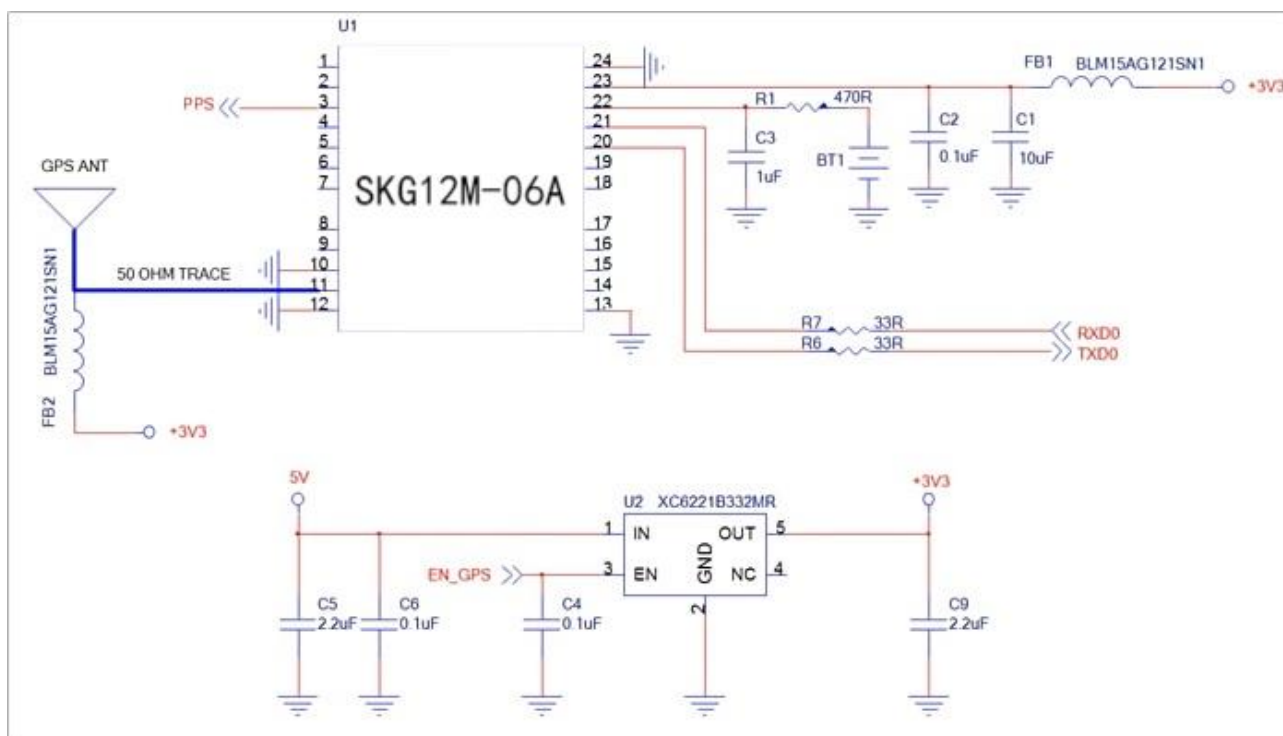 U1
1
2
3
4
5
6
7
8
9
10
11
12
24
23
22
21
20
19
18
17
16
15
14
13
SKG12M-06A
PPS
GPS ANT
50 OHM TRACE
BLM15AG121SN1
FB2
+3V3
FB1 BLM15AG121SN1
+3V3
R1 470R
C3
1uF
BT1
C2
0.1uF
C1
10uF
R7 33R
RXD0
R6 33R
TXD0
5V
U2 XC6221B332MR
+3V3
1 IN OUT 5
EN_GPS 3 EN GND NC 4
2
C5
2.2uF
C6
0.1uF
C4
0.1uF
C9
2.2uF